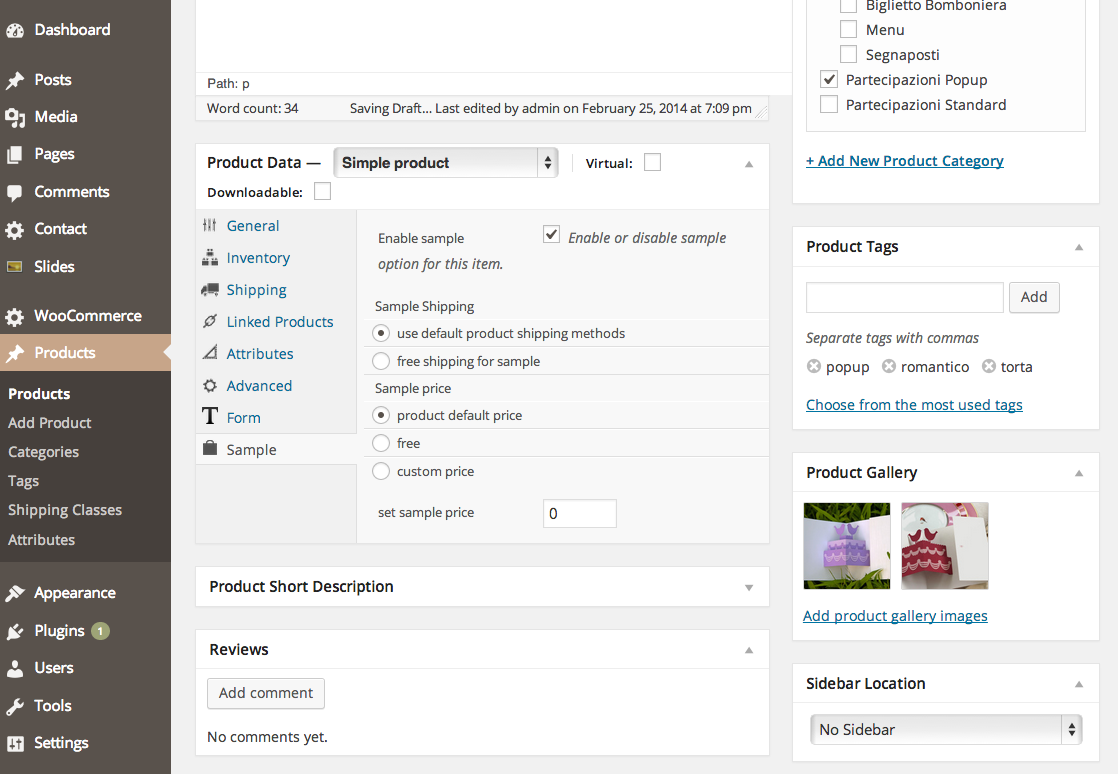 Dashboard
Posts
Media
Pages
Comments
Contact
Slides
WooCommerce
Products
Products
Add Product
Categories
Tags
Shipping Classes
Attributes
Appearance
Plugins 1
Users
Tools
Settings
Path: p
Word count: 34 Saving Draft... Last edited by admin on February 25, 2014 at 7:09 pm
Product Data — Simple product Virtual:
Downloadable:
General
Inventory
Shipping
Linked Products
Attributes
Advanced
Form
Sample
Enable sample Enable or disable sample
option for this item.
Sample Shipping
use default product shipping methods
free shipping for sample
Sample price
product default price
free
custom price
set sample price 0
Product Short Description
Reviews
Add comment
No comments yet.
Biglietto Bomboniera
Menu
Segnaposti
Partecipazioni Popup
Partecipazioni Standard
+ Add New Product Category
Product Tags
Add
Separate tags with commas
popup romantico torta
Choose from the most used tags
Product Gallery
Add product gallery images
Sidebar Location
No Sidebar